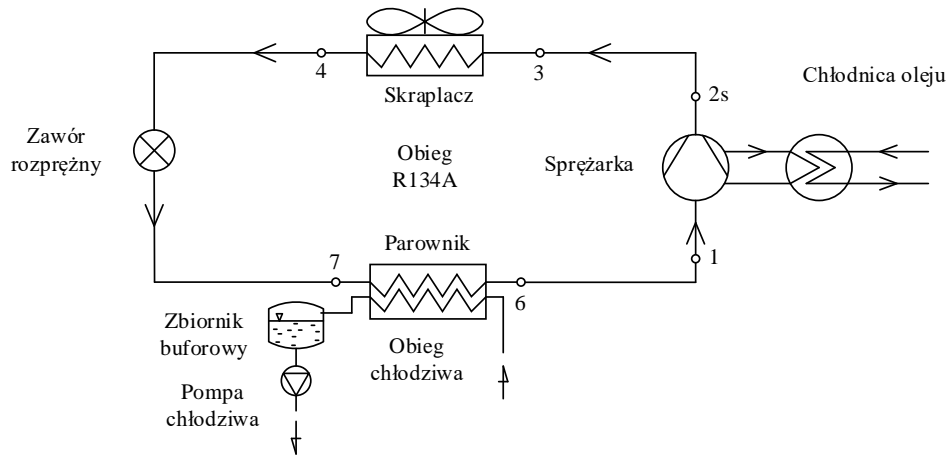 4
3
2s
Chłodnica oleju
Skraplacz
Zawór
rozprężny
Obieg
R134A
Sprężarka
1
7
Parownik
6
Zbiornik
buforowy
Obieg
chłodziwa
Pompa
chłodziwa